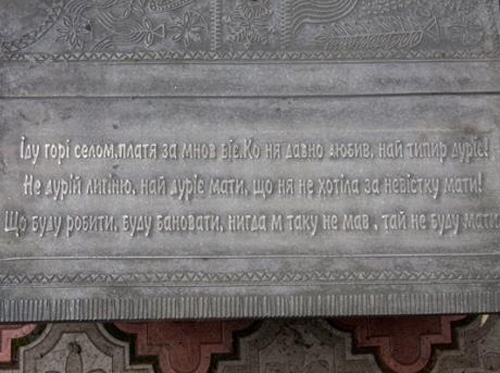 Іду горі селом,платя за мнов віє.Ко ня давно любив, най типир дуріє!
Не дурій лигіню, най дуріє мати, що ня не хотіла за невістку мати!
Що буду робити, буду бановати, нигда м таку не мав , тай не буду мати